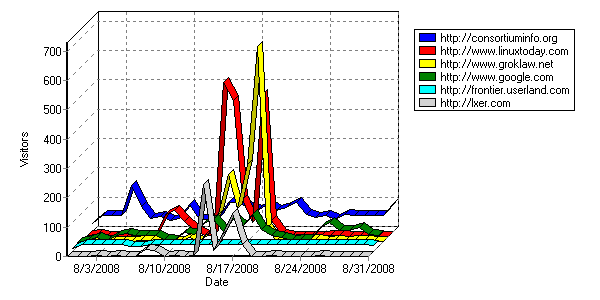 700
600
500
400
300
200
100
0
Visitors
8/3/2008
8/10/2008
8/17/2008
8/24/2008
8/31/2008
Date
http://consortiuminfo.org
http://www.linuxtoday.com
http://www.groklaw.net
http://www.google.com
http://frontier.userland.com
http://lxer.com